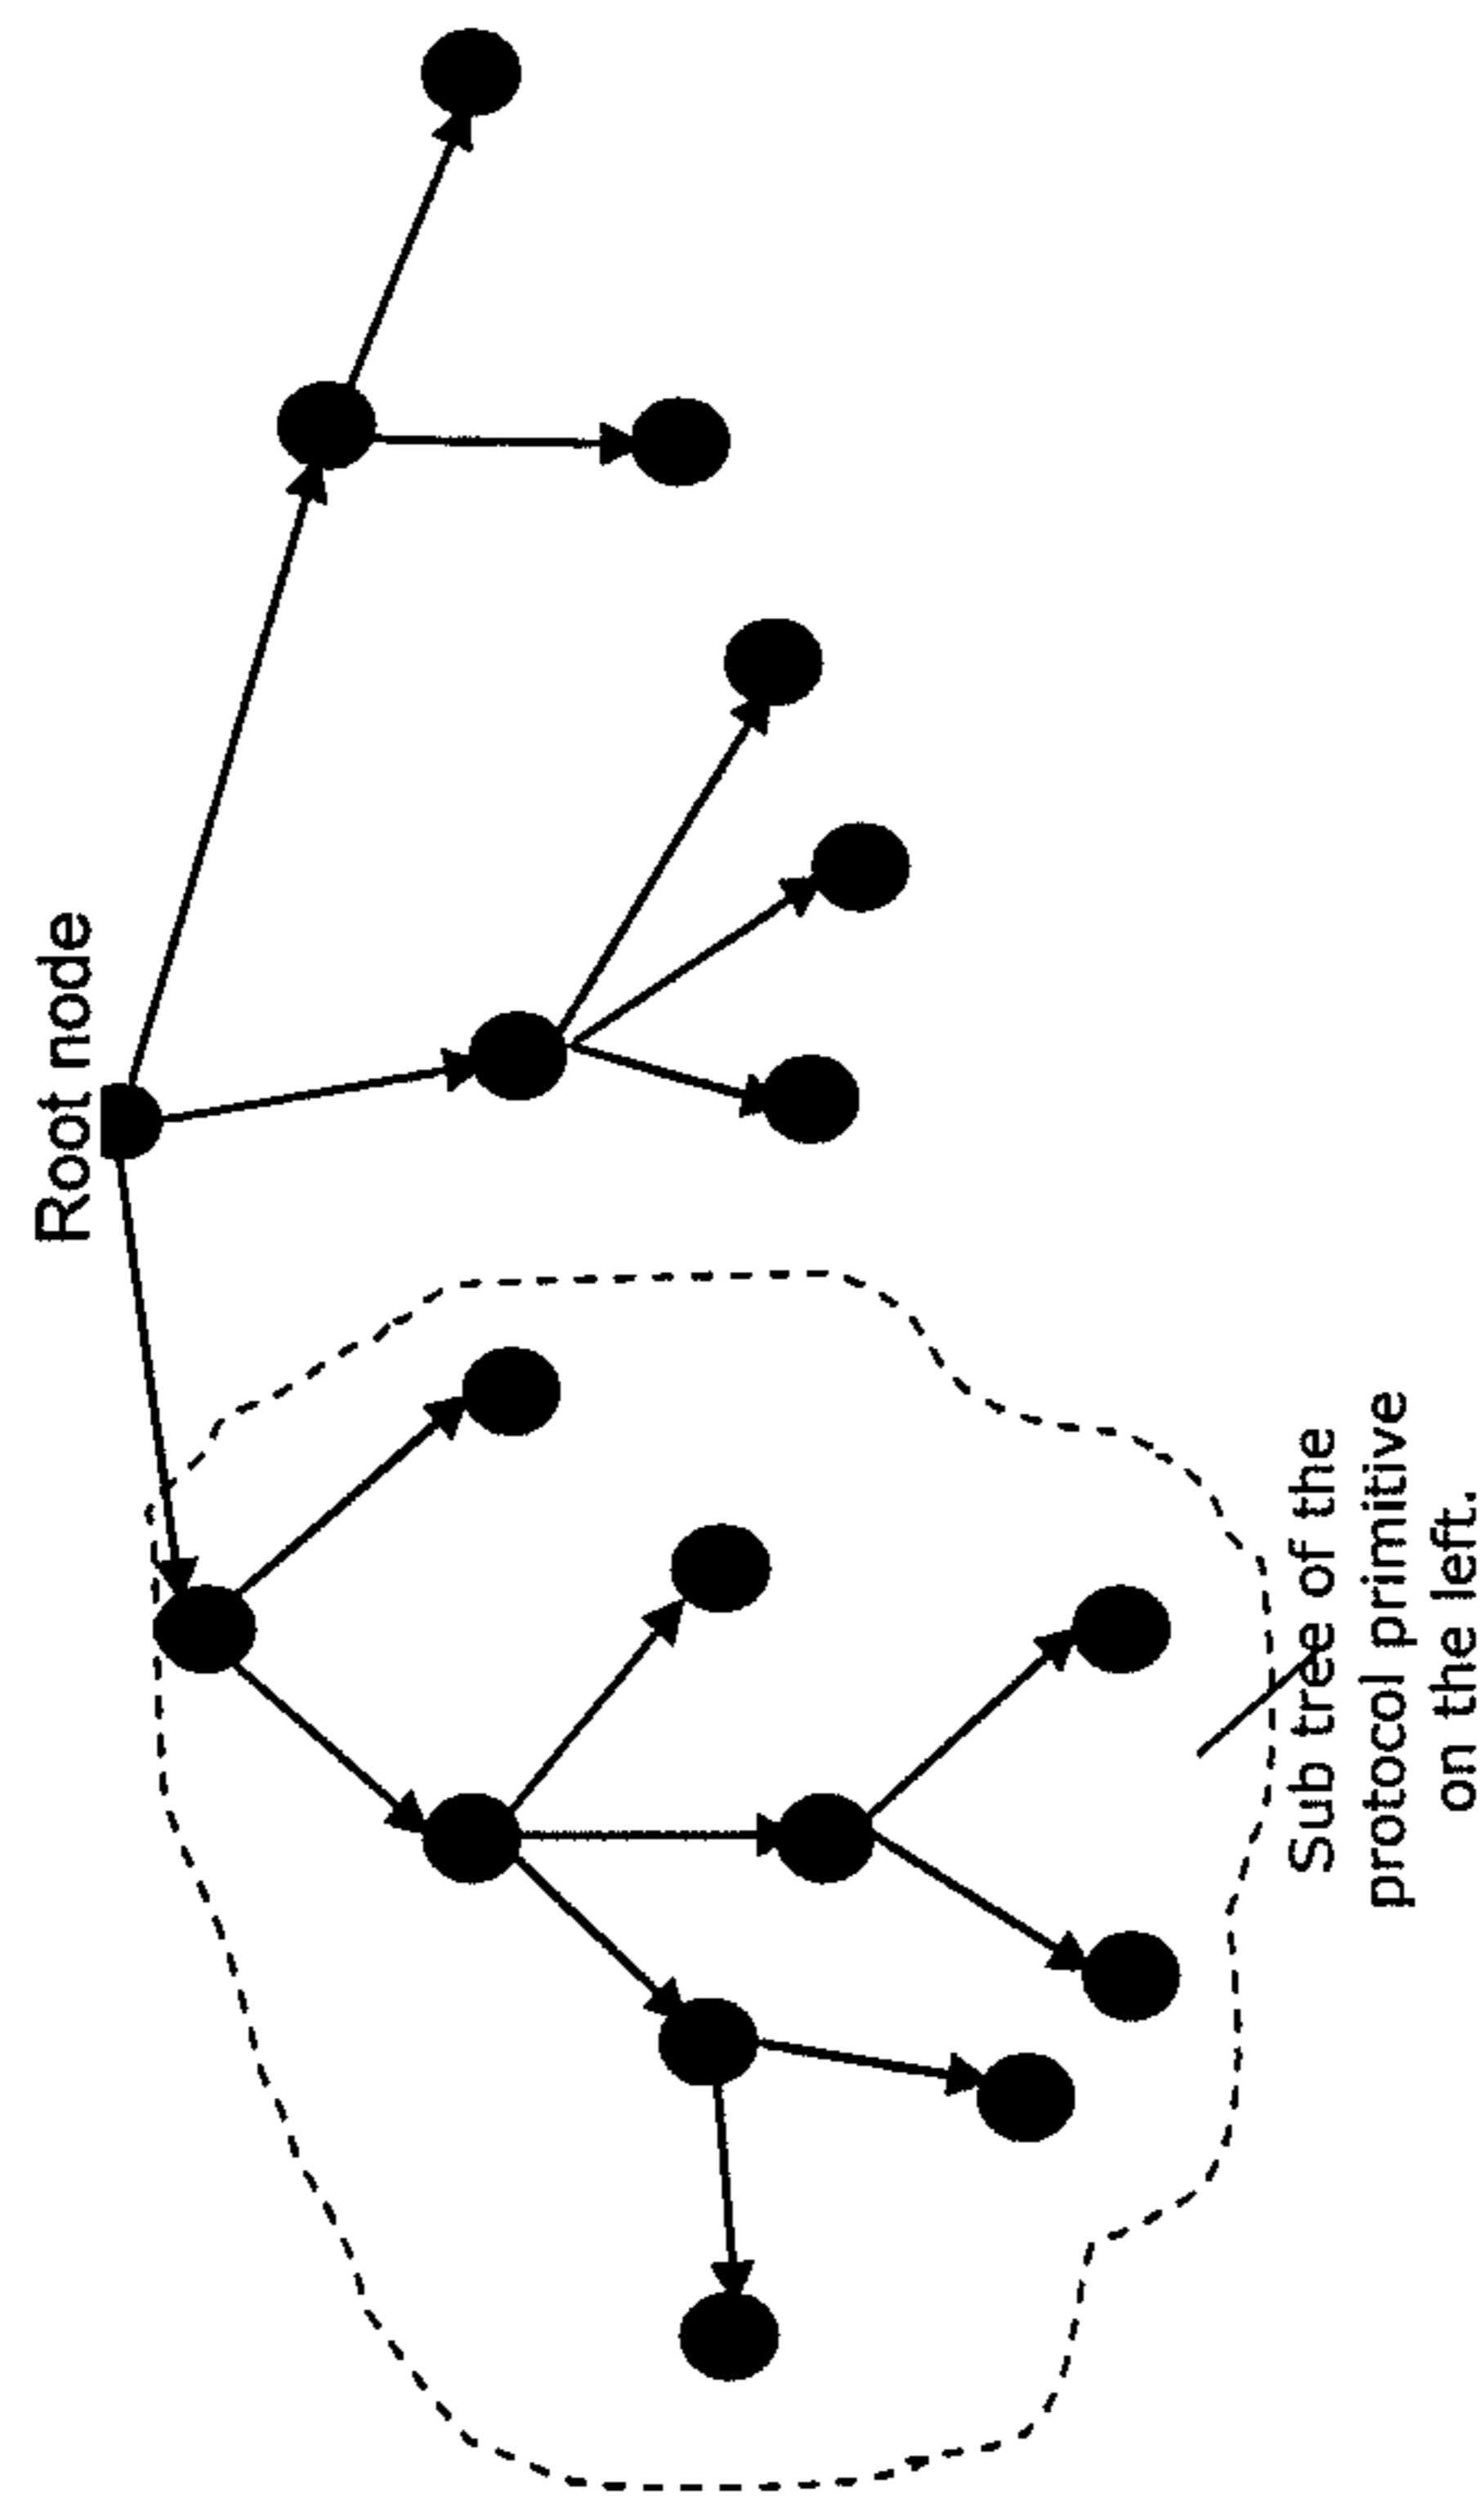 Root node
Sub tree of the
protocol primitive
on the left.